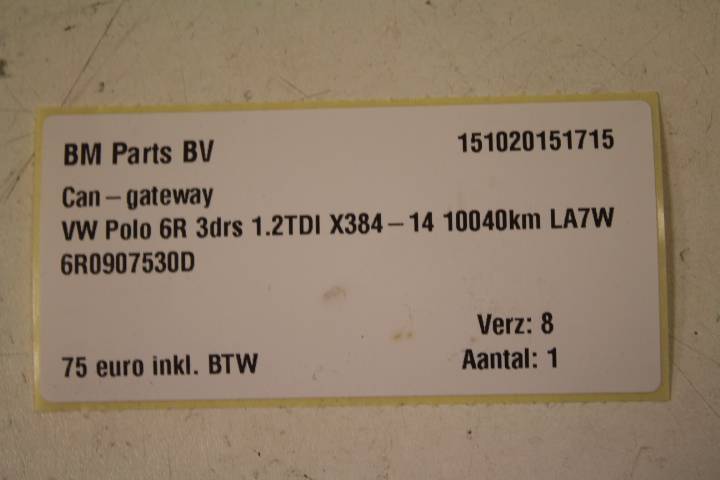 BM Parts BV 151020151715
Can – gateway
VW Polo 6R 3drs 1.2TDI X384 – 14 10040km LA7W
6R0907530D
Verz: 8
75 euro inkl. BTW Aantal: 1